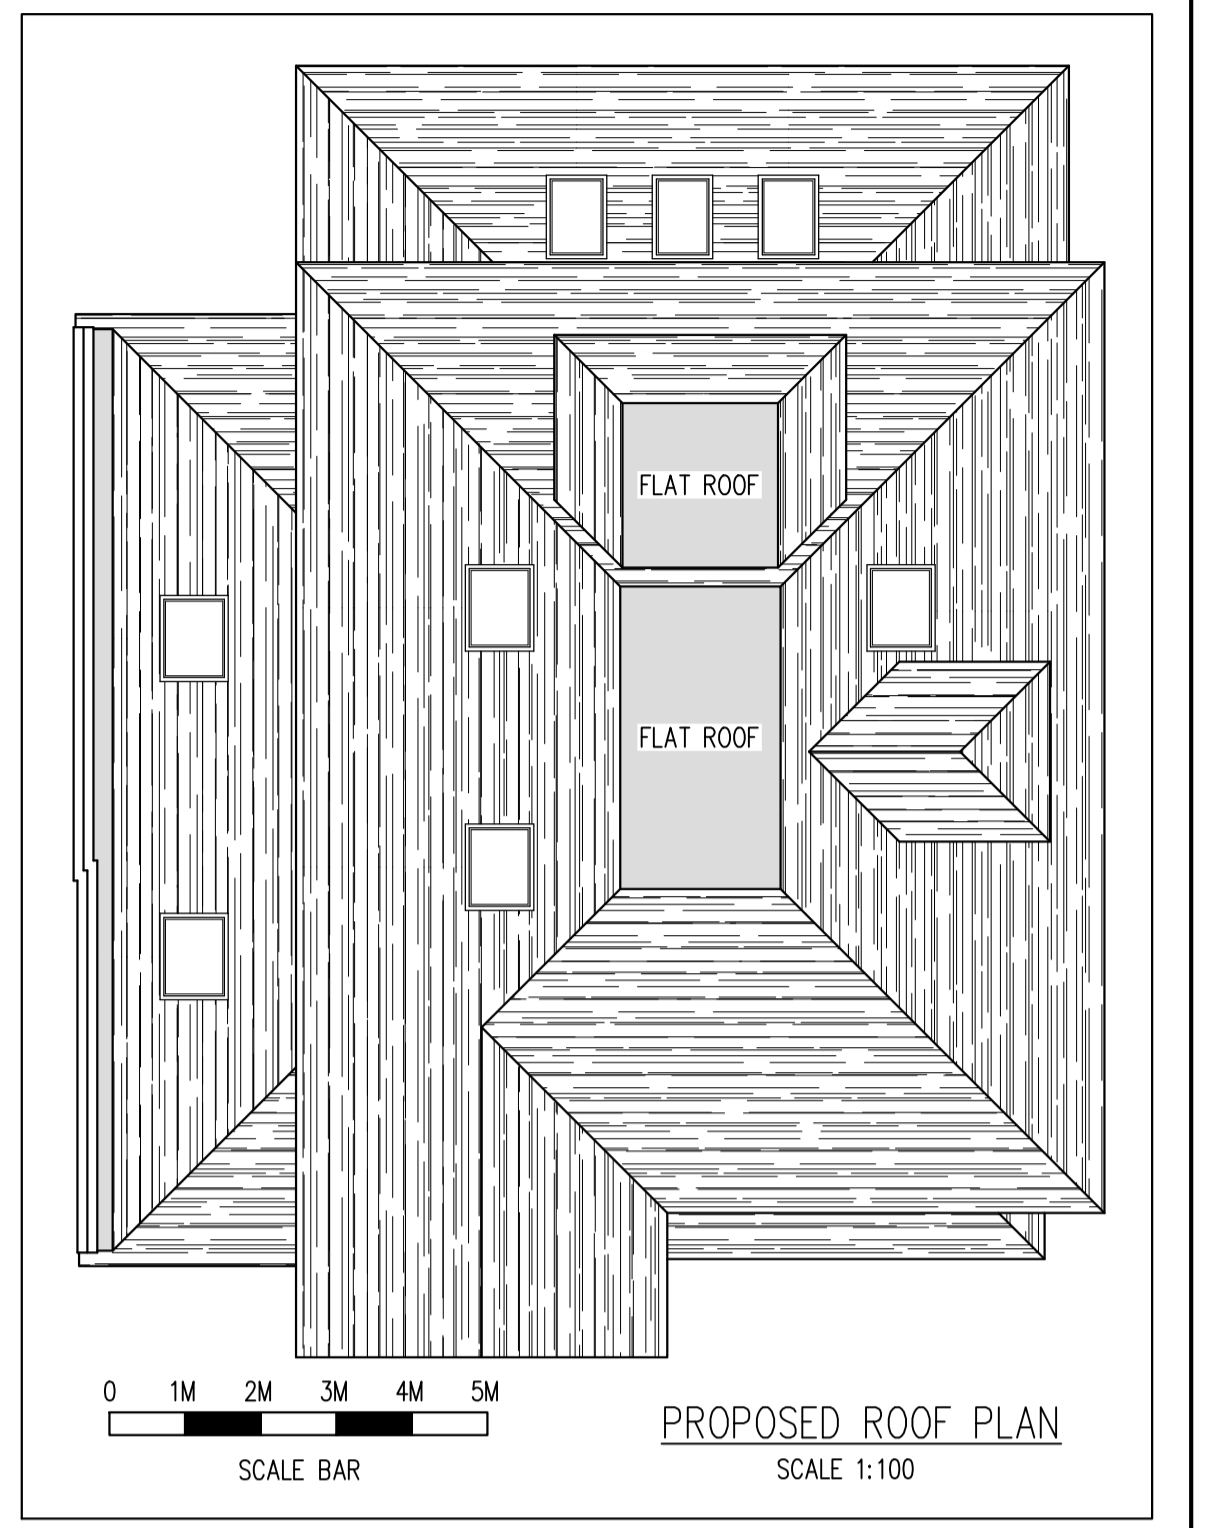 FLAT ROOF
FLAT ROOF
0 1M 2M 3M 4M 5M
SCALE BAR
PROPOSED ROOF PLAN
SCALE 1:100